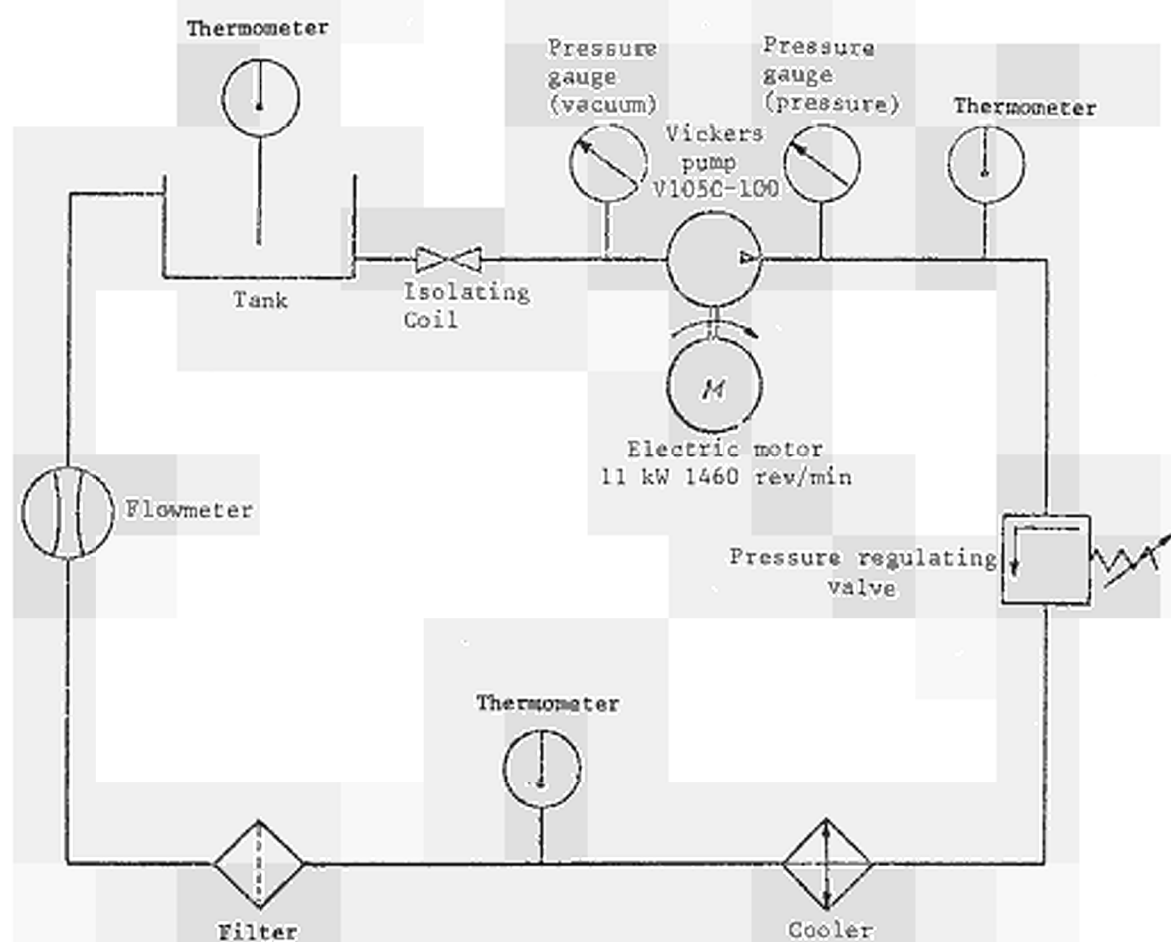 Thermometer
Pressure
gauge
(vacuum)
Pressure
gauge
(pressure)
Thermometer
Vickers
pump
V105C-100
Tank
Isolating
Coil
M
Electric motor
11 kW 1460 rev/min
Flowmeter
Pressure regulating
valve
Thermometer
Filter
Cooler